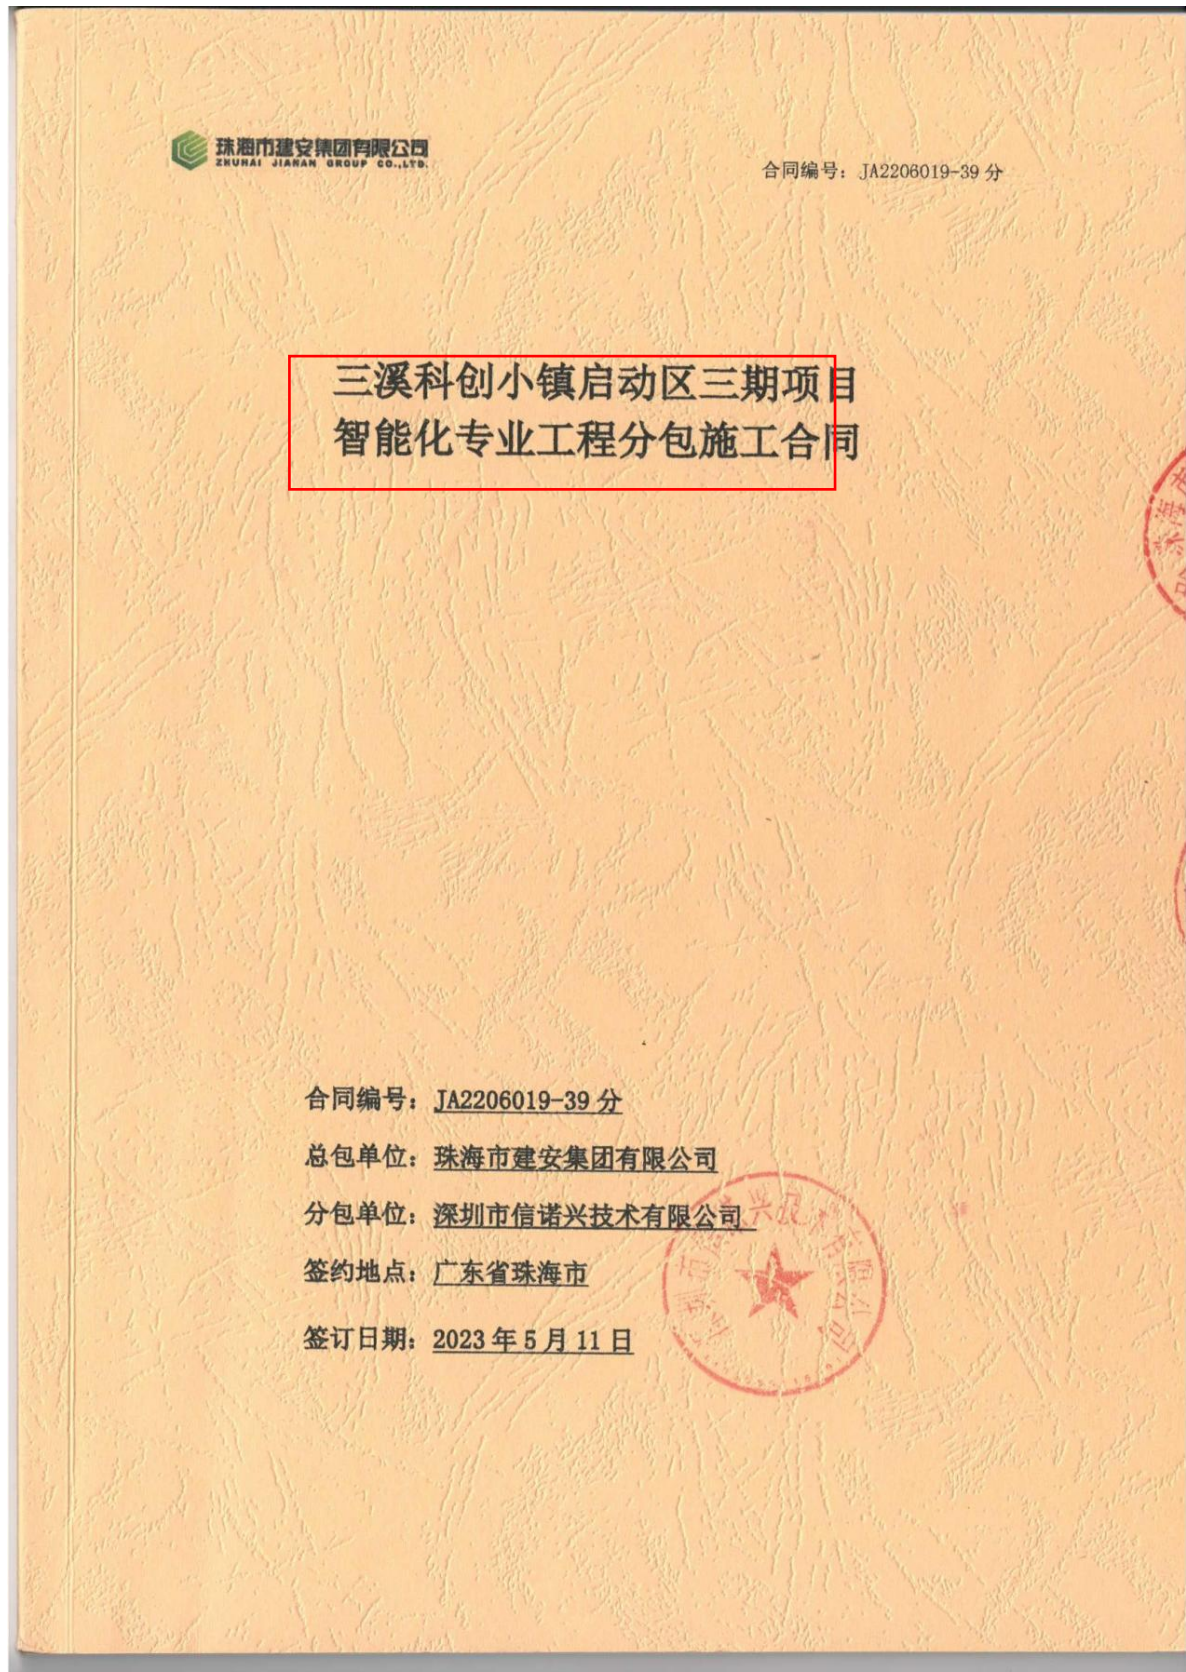 珠海市建安集团有限公司
ZHUHAI JIANAN GROUP CO.,LTD.
合同编号：JA2206019-39 分
三溪科创小镇启动区三期项目
智能化专业工程分包施工合同
合同编号：JA2206019-39 分
总包单位：珠海市建安集团有限公司
分包单位：深圳市信诺兴技术有限公司
签约地点：广东省珠海市
签订日期：2023 年 5 月 11 日